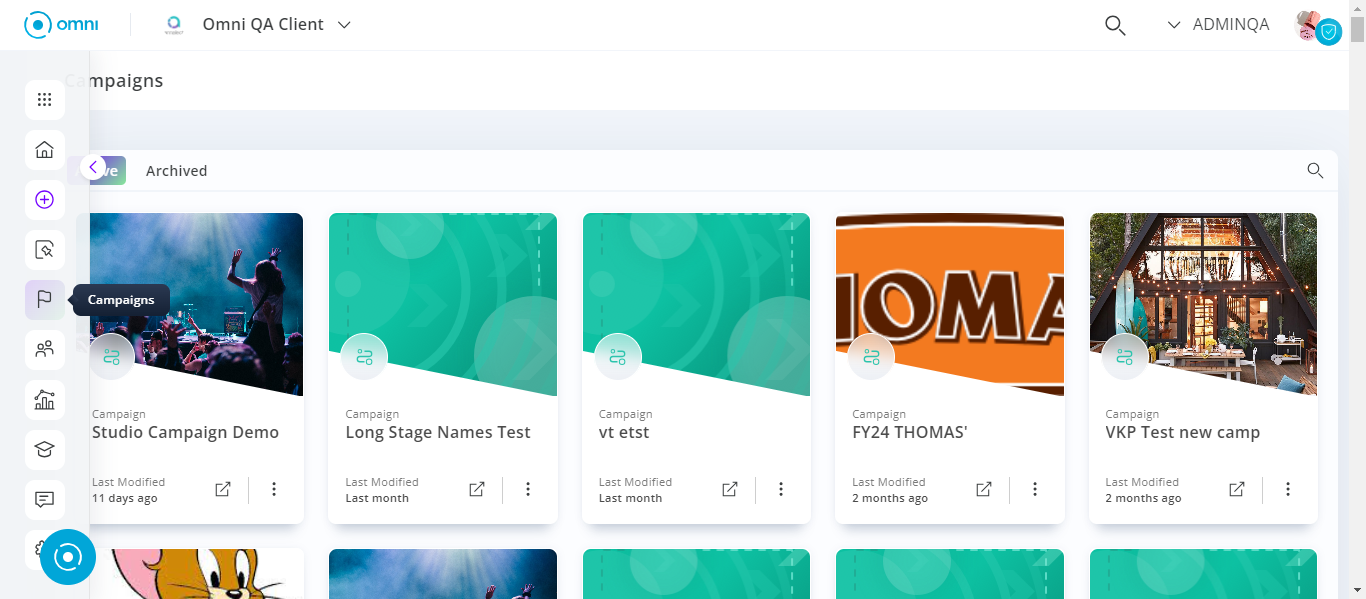 omni
Omni QA Client
ADMINQA
Campaigns
Archived
Campaigns
HOMA
Campaign
Studio Campaign Demo
Last Modified
11 days ago
Campaign
Long Stage Names Test
Last Modified
Last month
Campaign
vt etst
Last Modified
Last month
Campaign
FY24 THOMAS'
Last Modified
2 months ago
Campaign
VKP Test new camp
Last Modified
2 months ago